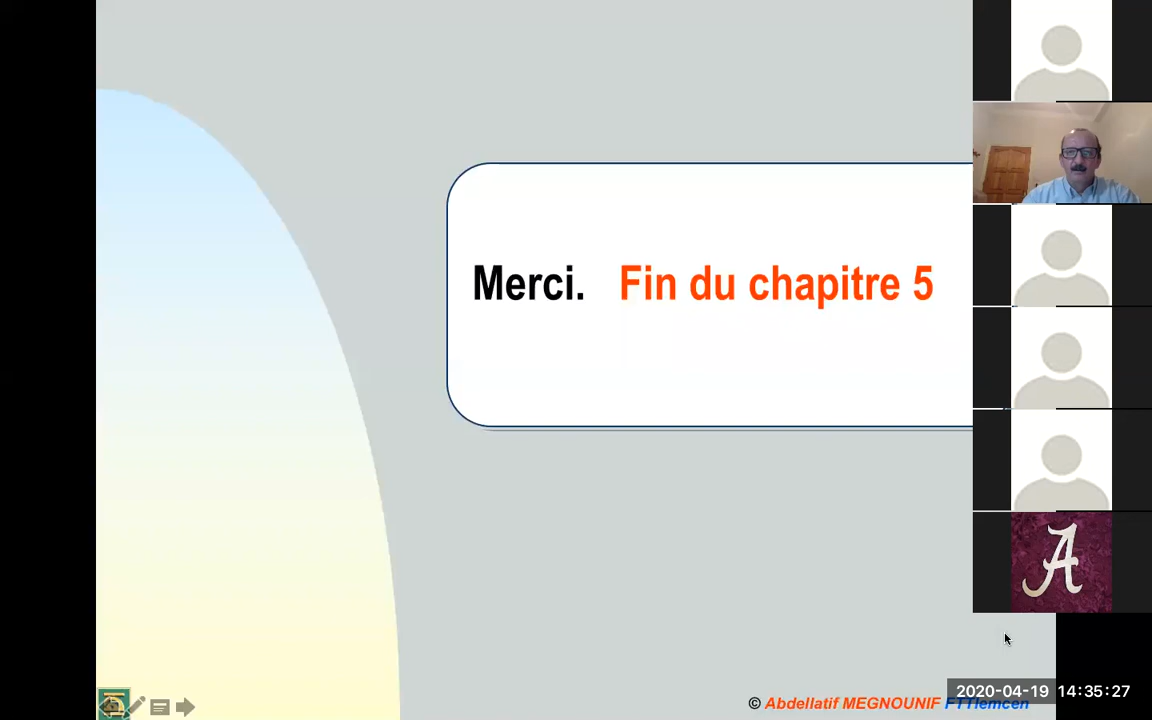 Merci. Fin du chapitre 5
A
© Abdellatif MEGNOUNIF FTTlemcen
2020-04-19 14:35:27